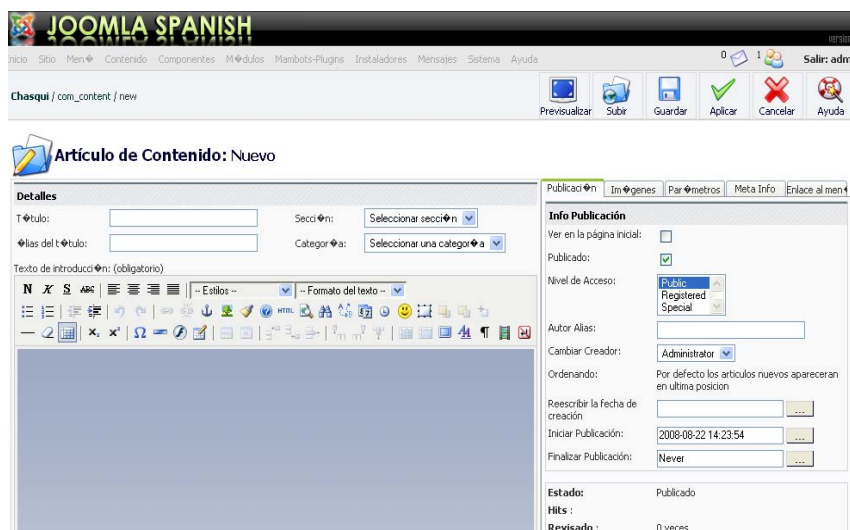 JOOMLA SPANISH
versi
nicio Sitio Men� Contenido Componentes M�dulos Mambots-Plugins Instaladores Mensajes Sistema Ayuda 0 1 Salir: adm
Chasqui / com_content / new
Previsualizar Subir Guardar Aplicar Cancelar Ayuda
Artículo de Contenido: Nuevo
Publicaci�n Im�genes Par�metros Meta Info Enlace al men�
Detalles
T�tulo: Secci�n: Seleccionar secci�n
�lias del t�tulo: Categor�a: Seleccionar una categor�a
Texto de introducci�n: (obligatorio)
N K S ABC -- Estilos -- -- Formato del texto --
HTML
Info Publicación
Ver en la página inicial:
Publicado:
Nivel de Acceso: Public
Registered
Special
Autor Alias:
Cambiar Creador: Administrator
Ordenando: Por defecto los articulos nuevos apareceran
en ultima posicion
Reescribir la fecha de
creación ...
Iniciar Publicación: 2008-08-22 14:23:54 ...
Finalizar Publicación: Never ...
Estado: Publicado
Hits :
Revisado : 0 veces